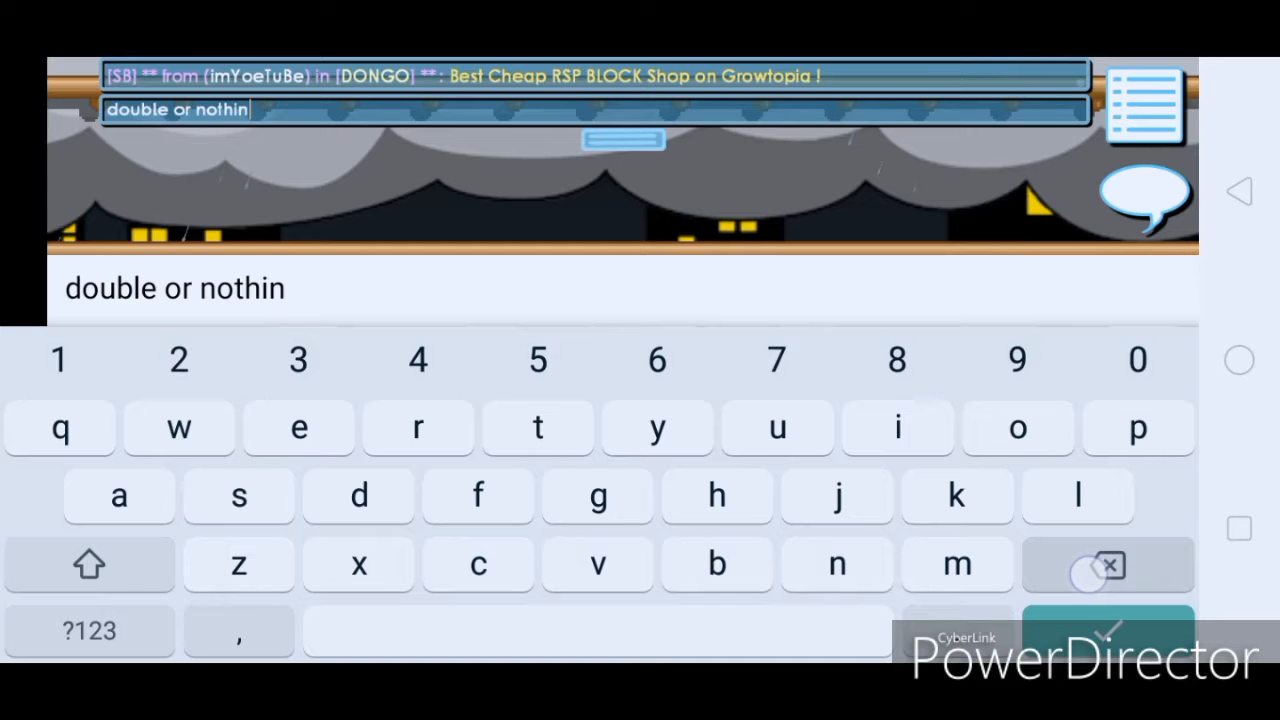 [SB] ** from (imYoeTuBe) in [DONGO] ** : Best Cheap RSP BLOCK Shop on Growtopia !
double or nothin
double or nothin
1 2 3 4 5 6 7 8 9 0
q w e r t y u i o p
a s d f g h j k l
z x c v b n m
?123 ,
CyberLink
PowerDirector